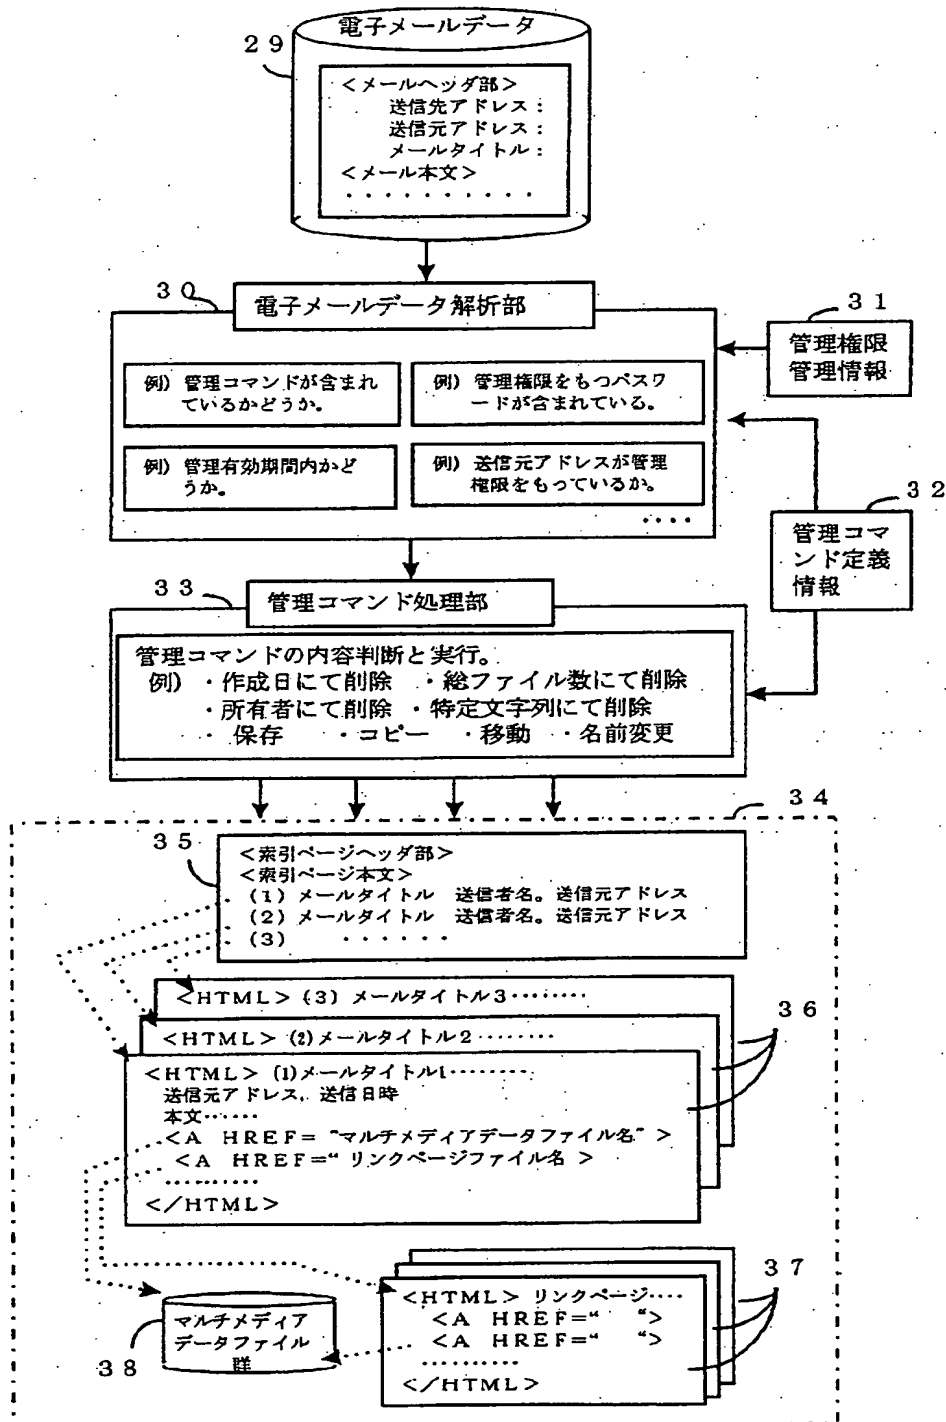 電子メールデータ
２９
＜メールヘッダ部＞
送信先アドレス：
送信元アドレス：
メールタイトル：
＜メール本文＞
・・・・・・・・・・
３０
電子メールデータ解析部
３１
管理権限
管理情報
例）管理コマンドが含まれ
ているかどうか。
例）管理権限をもつパスワ
ードが含まれている。
例）管理有効期間内かど
うか。
例）送信元アドレスが管理
権限をもっているか。
・・・・
３２
管理コマ
ンド定義
情報
３３
管理コマンド処理部
管理コマンドの内容判断と実行。
例）・作成日にて削除　・総ファイル数にて削除
・所有者にて削除　・特定文字列にて削除
・保存　・コピー　・移動　・名前変更
３４
３５
＜索引ページヘッダ部＞
＜索引ページ本文＞
(１) メールタイトル　送信者名。送信元アドレス
(２) メールタイトル　送信者名。送信元アドレス
(３)　・・・・・・
３６
＜HTML＞(3) メールタイトル３・・・・・・・・
＜HTML＞(2)メールタイトル２・・・・・・・・
＜HTML＞(1)メールタイトル1・・・・・・・・
送信元アドレス，送信日時
本文・・・・・・
＜A　HREF＝ “マルチメディアデータファイル名” ＞
＜A　HREF＝“ リンクページファイル名 ＞
・・・・・・・・・・
＜／HTML＞
３７
＜HTML＞ リンクページ・・・・
＜A　HREF＝“　　“＞
＜A　HREF＝“　　“＞
・・・・・・・・・・
＜／HTML＞
３８
マルチメディア
データファイル
群